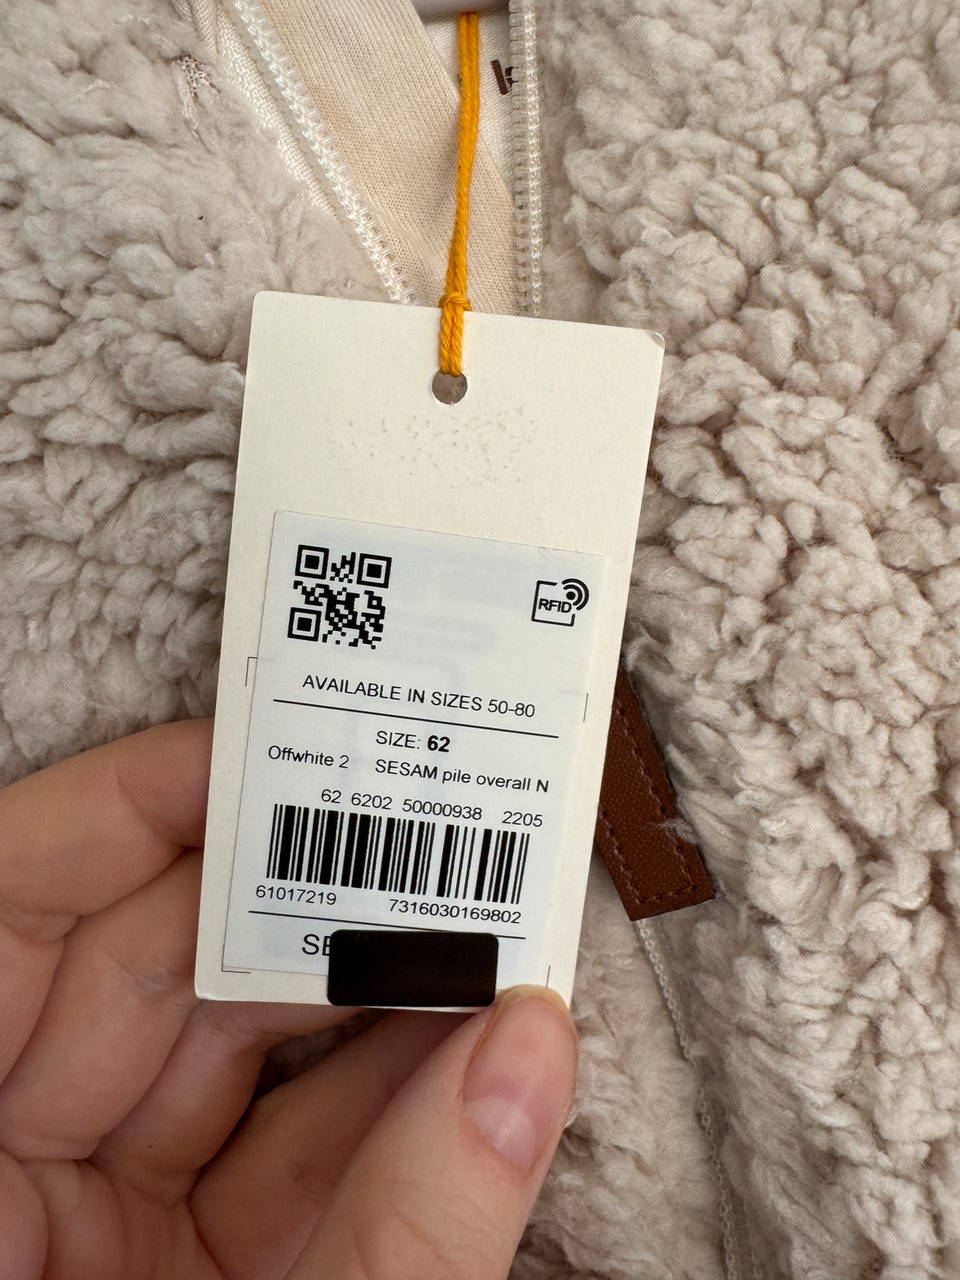 RFID
AVAILABLE IN SIZES 50-80
SIZE: 62
Offwhite 2 SESAM pile overall N
62 6202 50000938 2205
61017219 7316030169802
SE